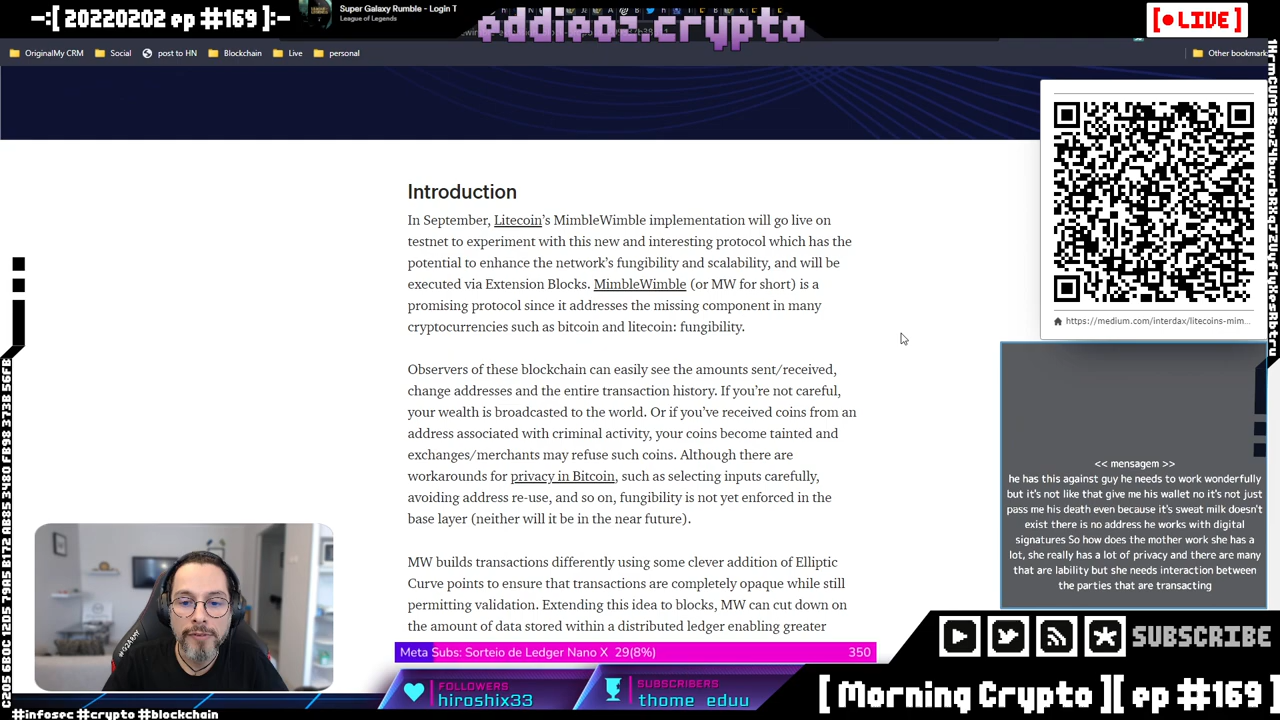 —:[ 20220202 ep #169 ]:—
Super Galaxy Rumble - Login T
League of Legends
eddieoz.crypto
[ LIVE ]
OriginalMy CRM
Social
post to HN
Blockchain
Live
personal
Other bookmark
Introduction
In September, Litecoin's MimbleWimble implementation will go live on
testnet to experiment with this new and interesting protocol which has the
potential to enhance the network's fungibility and scalability, and will be
executed via Extension Blocks. MimbleWimble (or MW for short) is a
promising protocol since it addresses the missing component in many
cryptocurrencies such as bitcoin and litecoin: fungibility.
Observers of these blockchain can easily see the amounts sent/received,
change addresses and the entire transaction history. If you're not careful,
your wealth is broadcasted to the world. Or if you've received coins from an
address associated with criminal activity, your coins become tainted and
exchanges/merchants may refuse such coins. Although there are
workarounds for privacy in Bitcoin, such as selecting inputs carefully,
avoiding address re-use, and so on, fungibility is not yet enforced in the
base layer (neither will it be in the near future).
MW builds transactions differently using some clever addition of Elliptic
Curve points to ensure that transactions are completely opaque while still
permitting validation. Extending this idea to blocks, MW can cut down on
the amount of data stored within a distributed ledger enabling greater
https://medium.com/interdax/litecoins-mim...
<< mensagem >>
he has this against guy he needs to work wonderfully
but it's not like that give me his wallet no it's not just
pass me his death even because it's sweat milk doesn't
exist there is no address he works with digital
signatures So how does the mother work she has a
lot, she really has a lot of privacy and there are many
that are lability but she needs interaction between
the parties that are transacting
Meta Subs: Sorteio de Ledger Nano X 29(8%)
350
FOLLOWERS
hiroshix33
SUBSCRIBERS
thome_eduu
SUBSCRIBE
[ Morning Crypto ][ ep #169 ]
#infosec #crypto #blockchain